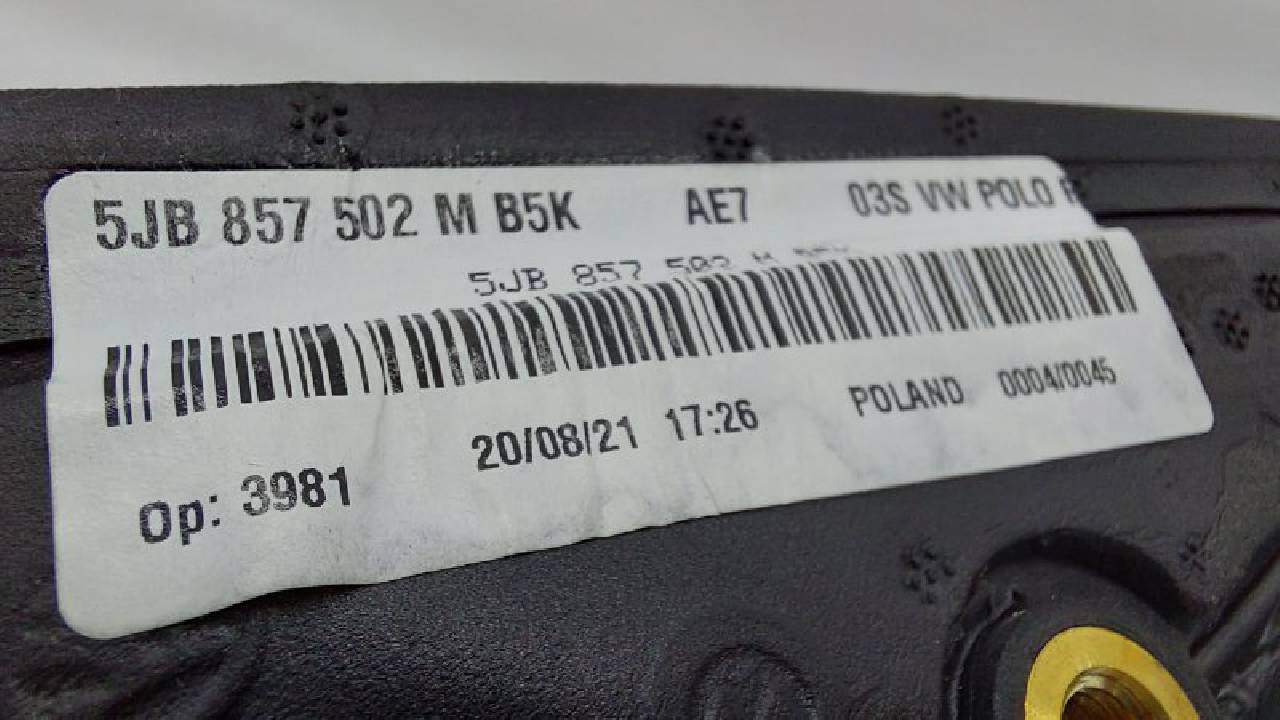 5JB 857 502 M B5K AE7 03S VW POLO
5JB 857 502 M
20/08/21 17:26 POLAND 0004/0045
Op: 3981